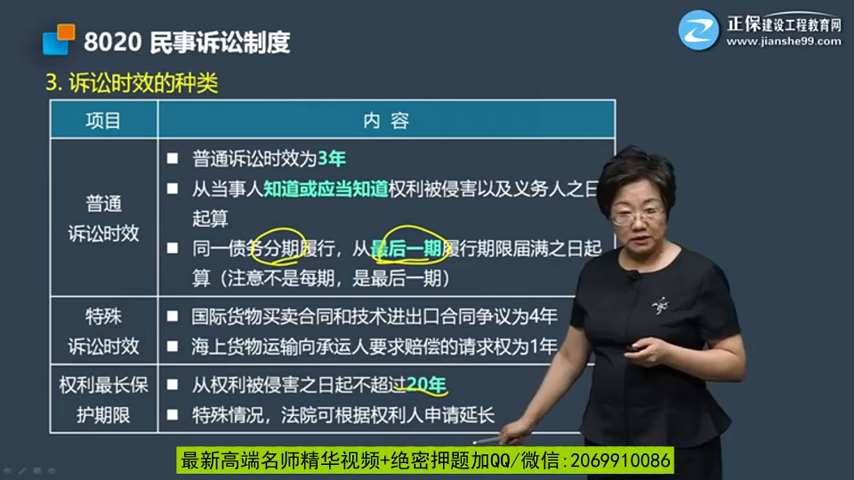 8020 民事诉讼制度
正保建设工程教育网
www.jianshe99.com
3. 诉讼时效的种类
项目
内 容
普通
诉讼时效
普通诉讼时效为3年
从当事人知道或应当知道权利被侵害以及义务人之日
起算
同一债务分期履行，从最后一期履行期限届满之日起
算（注意不是每期，是最后一期）
特殊
诉讼时效
国际货物买卖合同和技术进出口合同争议为4年
海上货物运输向承运人要求赔偿的请求权为1年
权利最长保
护期限
从权利被侵害之日起不超过20年
特殊情况，法院可根据权利人申请延长
最新高端名师精华视频+绝密押题加QQ/微信:2069910086